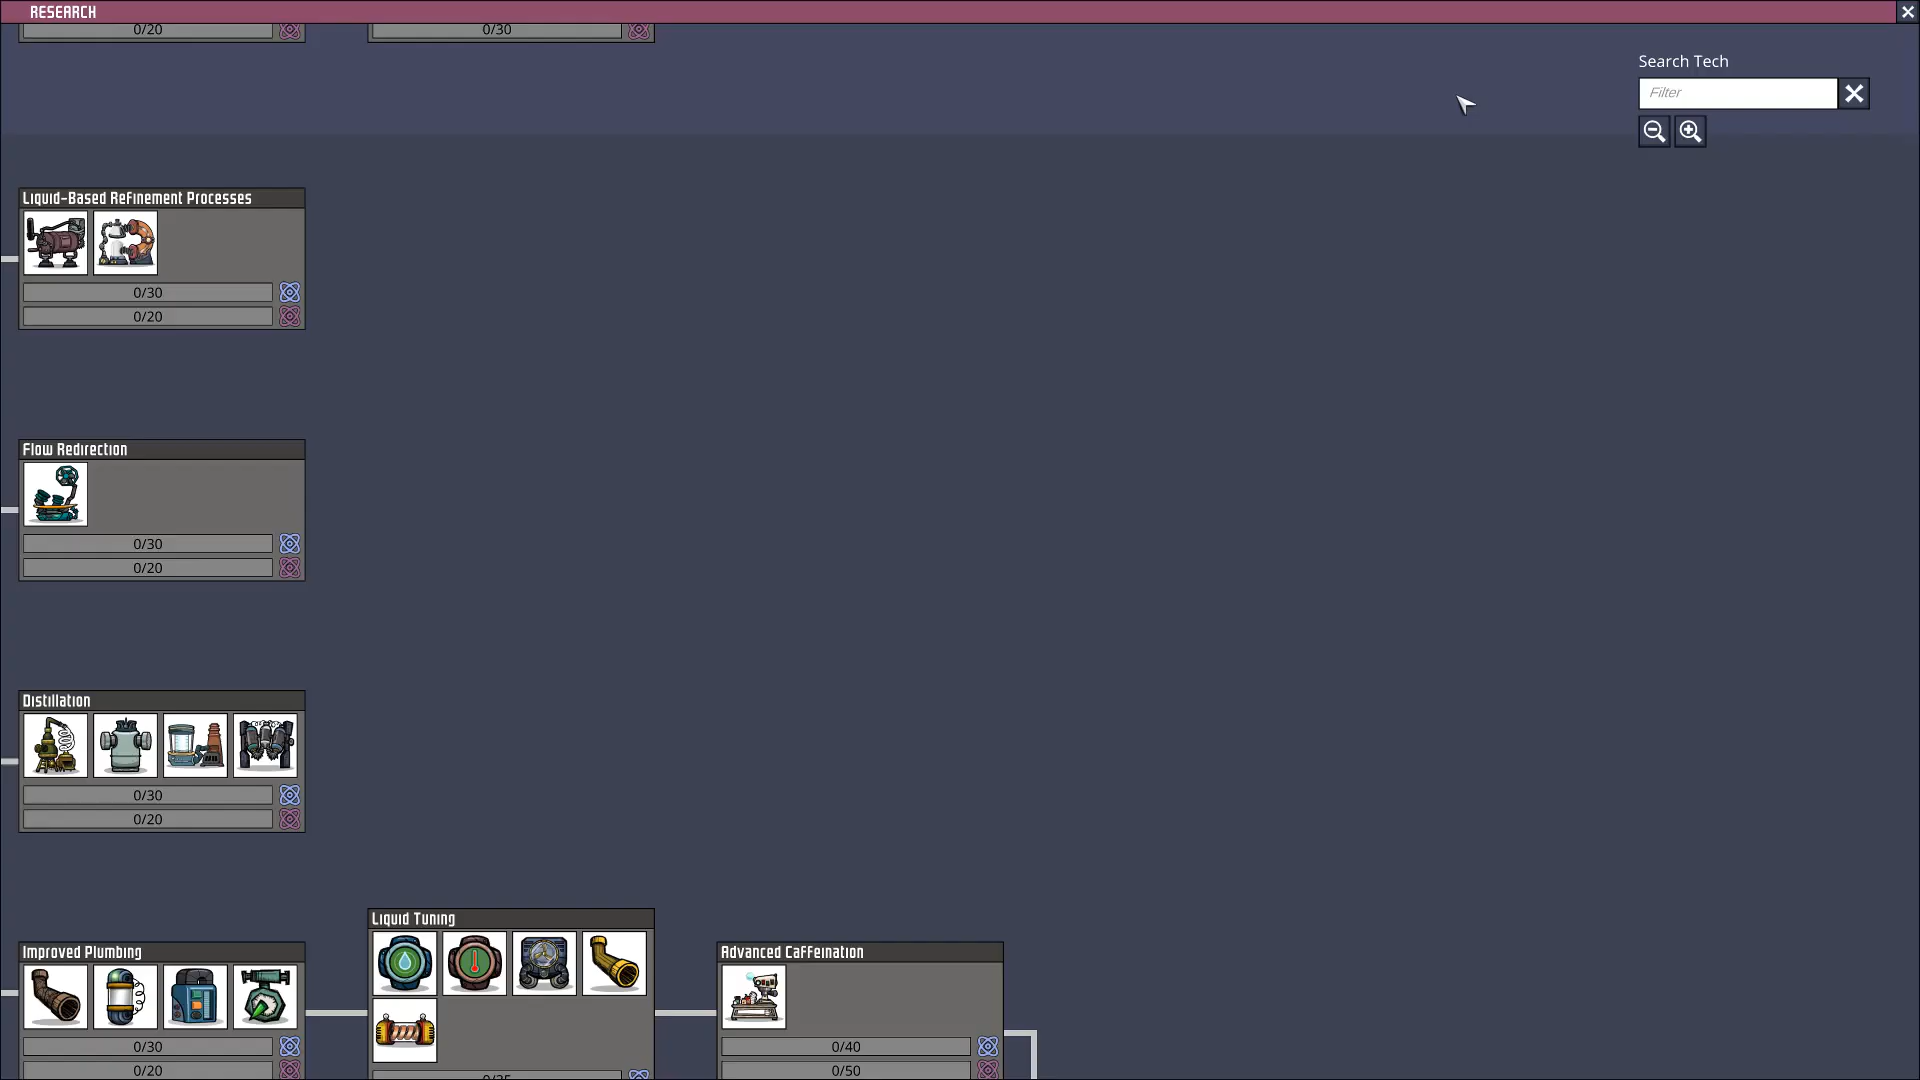 RESEARCH
0/20
0/30
Search Tech
Filter
Liquid-Based Refinement Processes
0/30
0/20
Flow Redirection
0/30
0/20
Distillation
0/30
0/20
Improved Plumbing
0/30
0/20
Liquid Tuning
Advanced Caffeination
0/40
0/50